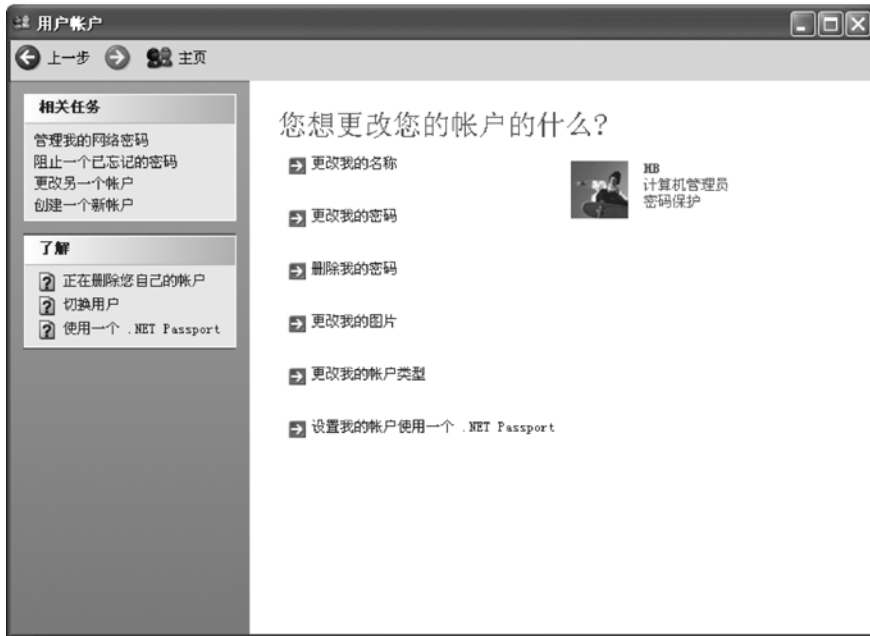 用户帐户
上一步 主页
相关任务
管理我的网络密码
阻止一个已忘记的密码
更改另一个帐户
创建一个新帐户
了解
正在删除您自己的帐户
切换用户
使用一个 .NET Passport
您想更改您的帐户的什么?
更改我的名称
更改我的密码
删除我的密码
更改我的图片
更改我的帐户类型
设置我的帐户使用一个 .NET Passport
MB
计算机管理员
密码保护